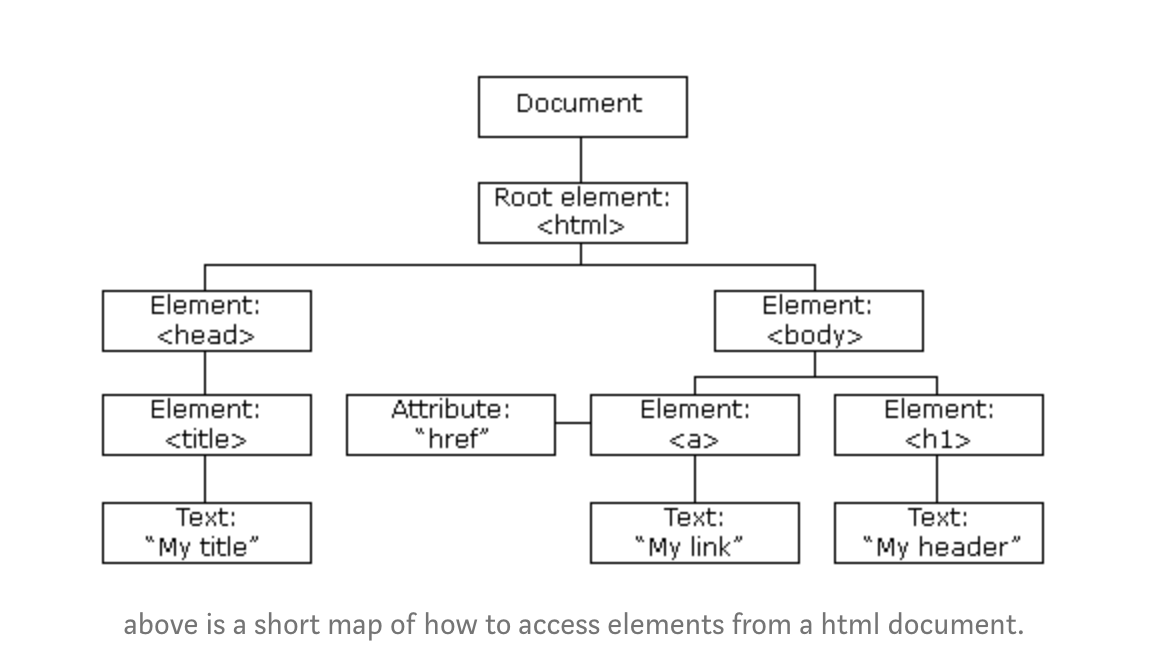 Document
Root element:
<html>
Element:
<head>
Element:
<body>
Element:
<title>
Attribute:
“href”
Element:
<a>
Element:
<h1>
Text:
“My title”
Text:
“My link”
Text:
“My header”
above is a short map of how to access elements from a html document.